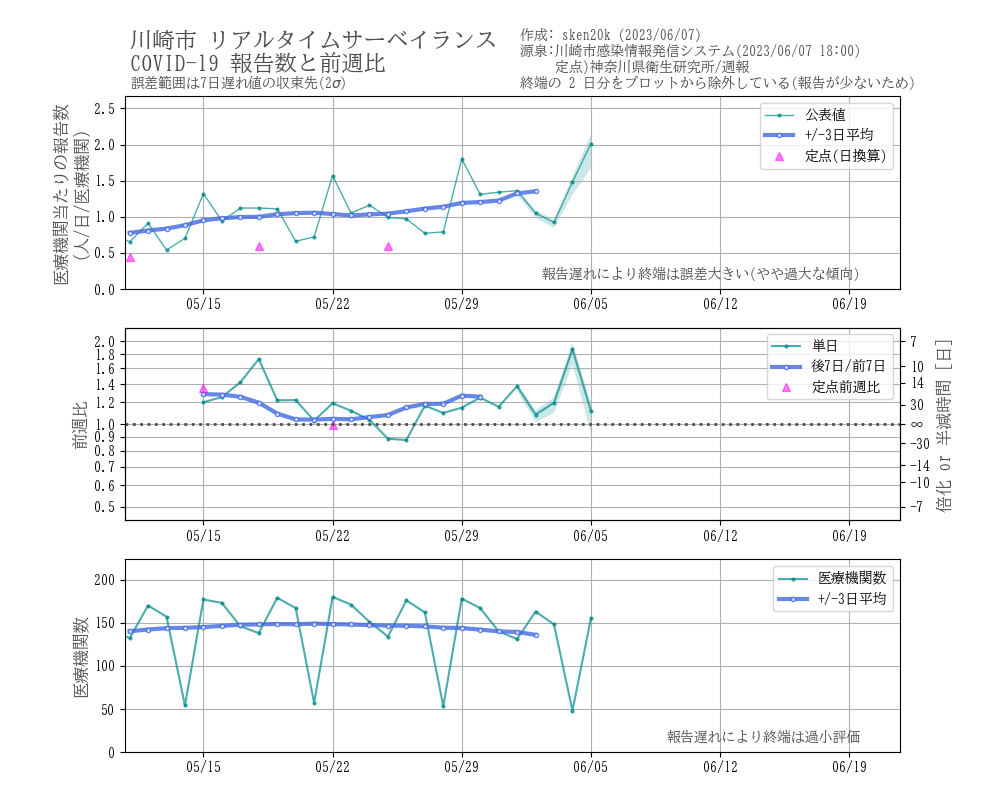 川崎市 リアルタイムサーベイランス
COVID-19 報告数と前週比
誤差範囲は7日遅れ値の収束先(2σ)
作成: sken20k (2023/06/07)
源泉:川崎市感染情報発信システム(2023/06/07 18:00)
定点)神奈川県衛生研究所/週報
終端の 2 日分をプロットから除外している(報告が少ないため)
医療機関当たりの報告数
(人/日/医療機関)
2.5
2.0
1.5
1.0
0.5
0.0
公表値
+/-3日平均
定点(日換算)
報告遅れにより終端は誤差大きい(やや過大な傾向)
05/15 05/22 05/29 06/05 06/12 06/19
前週比
2.0
1.8
1.6
1.4
1.2
1.0
0.9
0.8
0.7
0.6
0.5
単日
後7日/前7日
定点前週比
7
10
14
30
∞
-30
-14
-10
-7
倍化 or 半減時間 [日]
05/15 05/22 05/29 06/05 06/12 06/19
医療機関数
200
150
100
50
0
医療機関数
+/-3日平均
報告遅れにより終端は過小評価
05/15 05/22 05/29 06/05 06/12 06/19